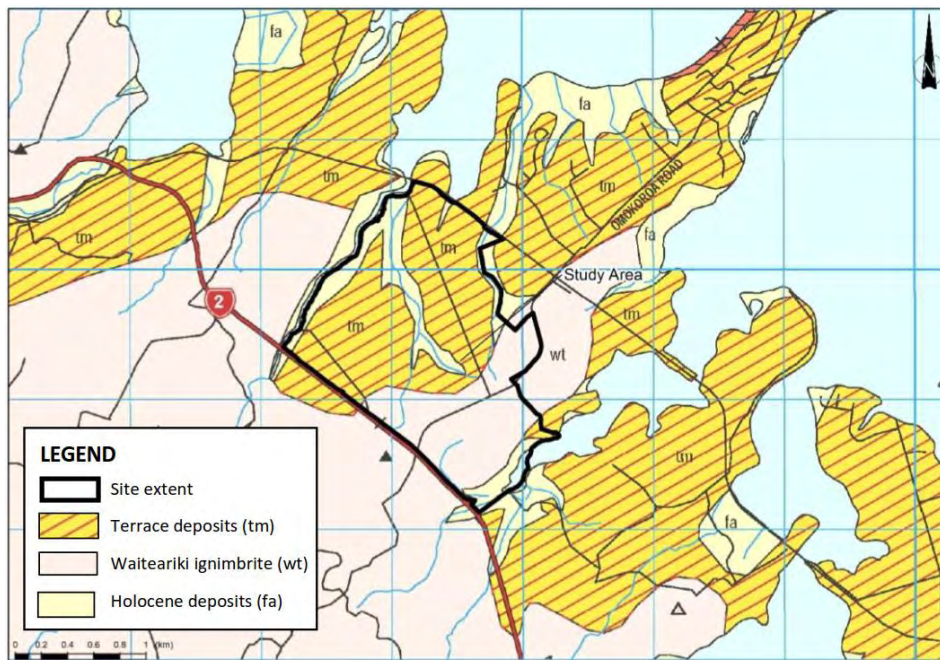 fa
N
fa
tm
tm
OMOKOROA ROAD
tm
tm
fa
Study Area
2
tm
tm
wt
tm
fa
LEGEND
Site extent
Terrace deposits (tm)
Waiteariki ignimbrite (wt)
Holocene deposits (fa)
0 0.2 0.4 0.6 0.8 1 (km)